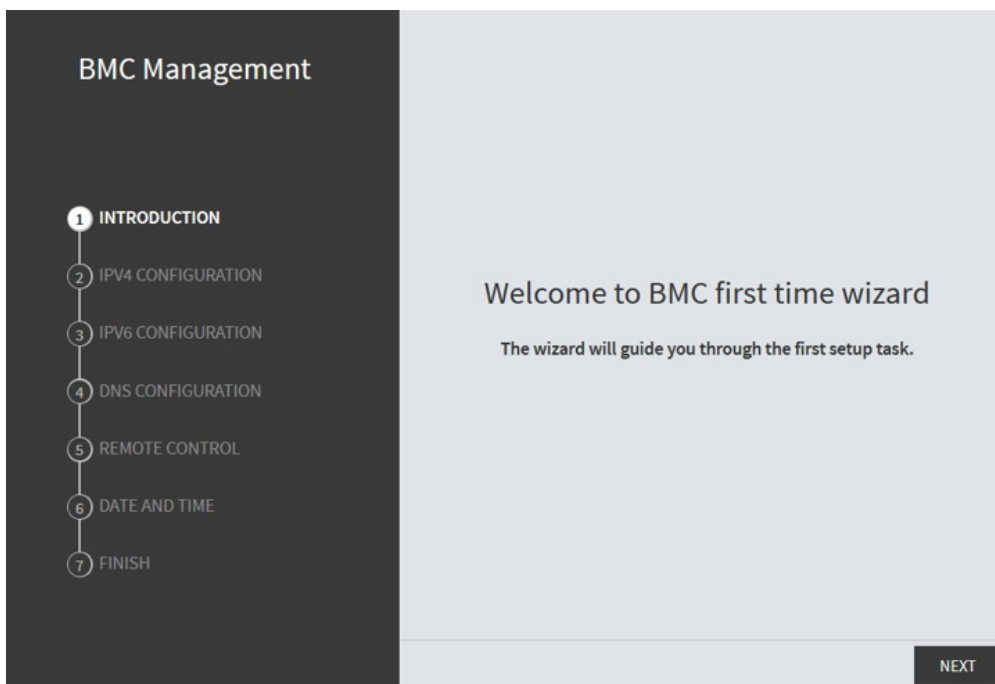 BMC Management
1 INTRODUCTION
2 IPV4 CONFIGURATION
3 IPV6 CONFIGURATION
4 DNS CONFIGURATION
5 REMOTE CONTROL
6 DATE AND TIME
7 FINISH
Welcome to BMC first time wizard
The wizard will guide you through the first setup task.
NEXT